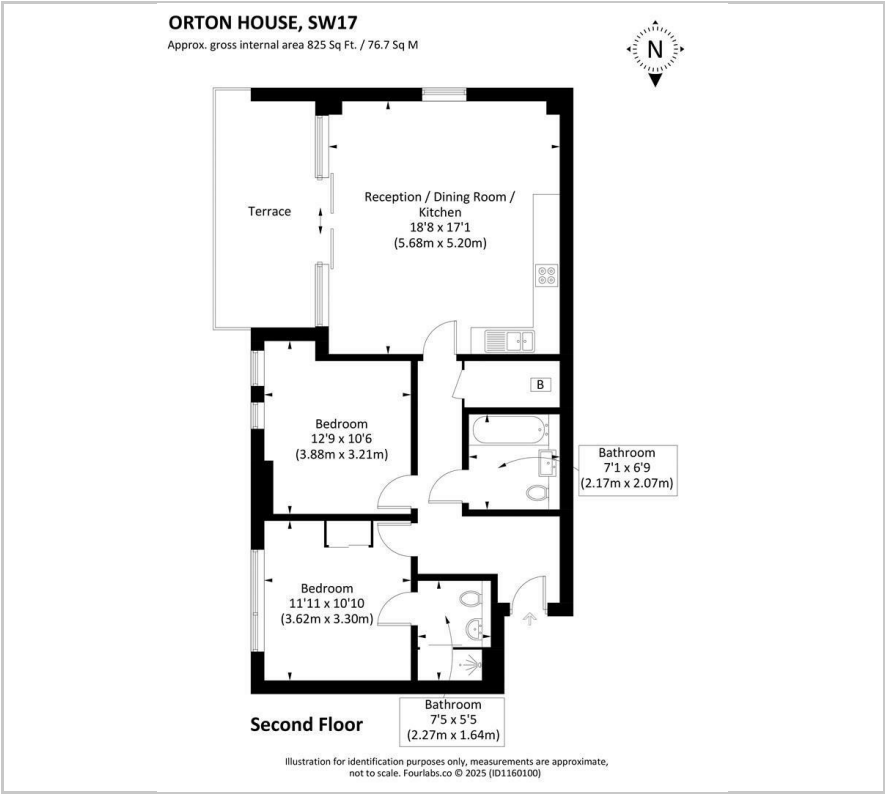 ORTON HOUSE, SW17
Approx. gross internal area 825 Sq Ft. / 76.7 Sq M
N
Terrace
Reception / Dining Room /
Kitchen
18'8 x 17'1
(5.68m x 5.20m)
B
Bedroom
12'9 x 10'6
(3.88m x 3.21m)
Bathroom
7'1 x 6'9
(2.17m x 2.07m)
Bedroom
11'11 x 10'10
(3.62m x 3.30m)
Bathroom
7'5 x 5'5
(2.27m x 1.64m)
Second Floor
Illustration for identification purposes only, measurements are approximate,
not to scale. Fourlabs.co © 2025 (ID1160100)